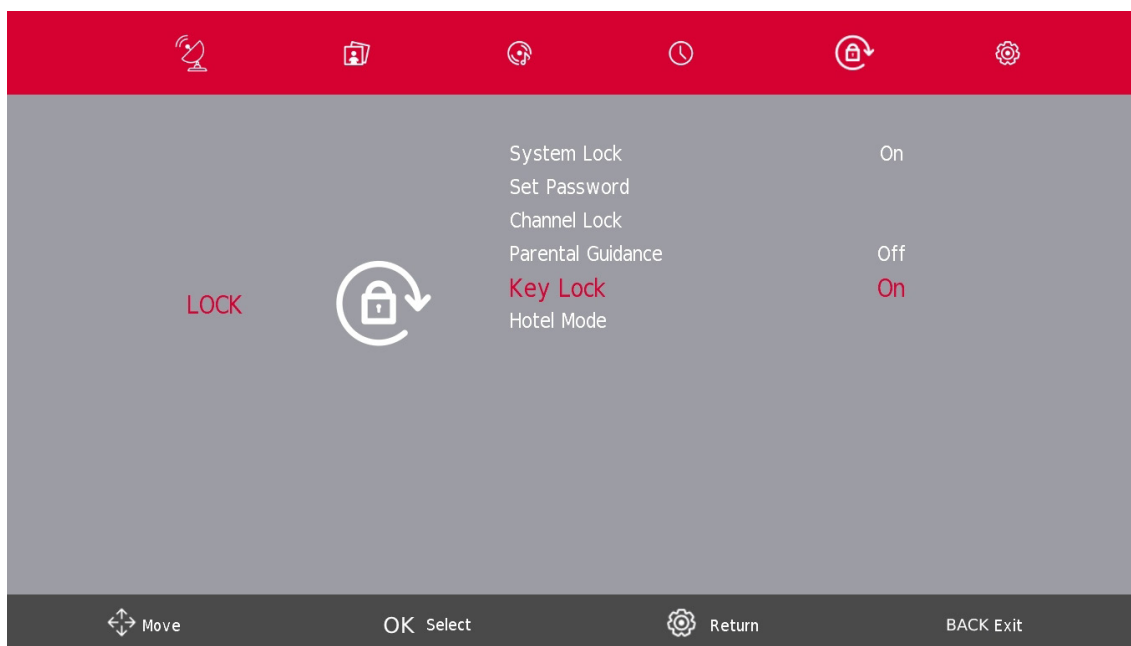 System Lock On
Set Password
Channel Lock
Parental Guidance Off
LOCK
Key Lock On
Hotel Mode
Move OK Select Return BACK Exit